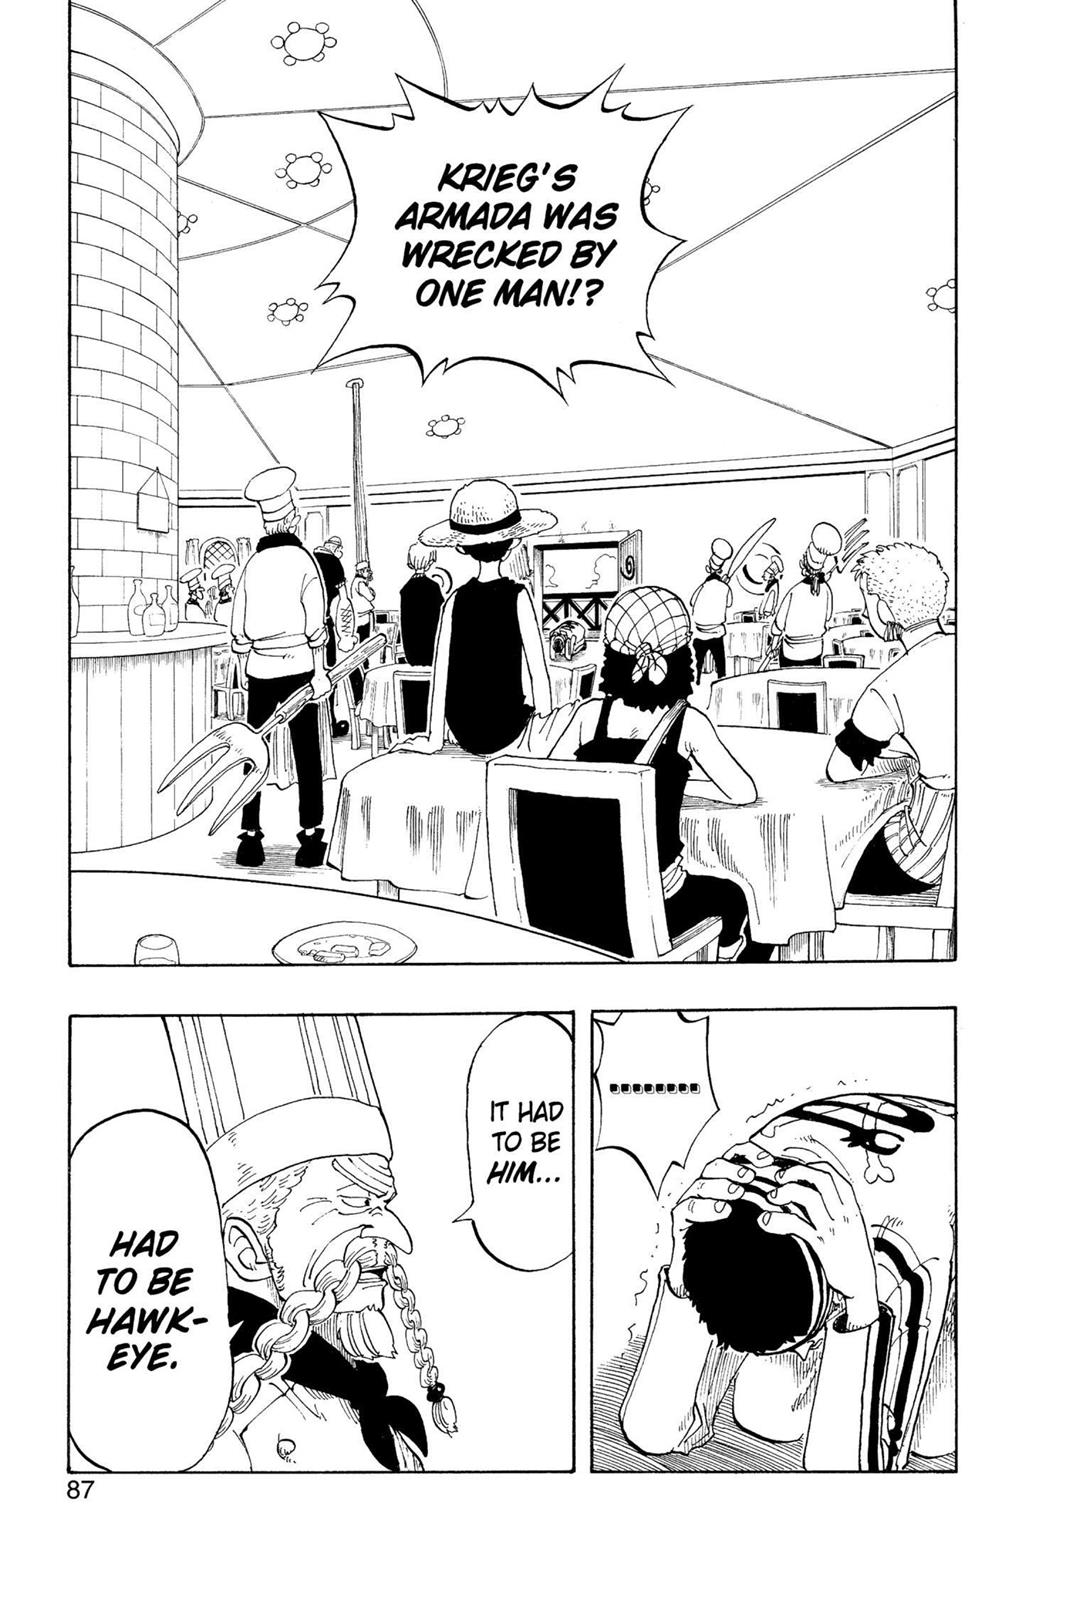 KRIEG'S
ARMADA WAS
WRECKED BY
ONE MAN!?
........
IT HAD
TO BE
HIM...
HAD
TO BE
HAWK-
EYE.
87